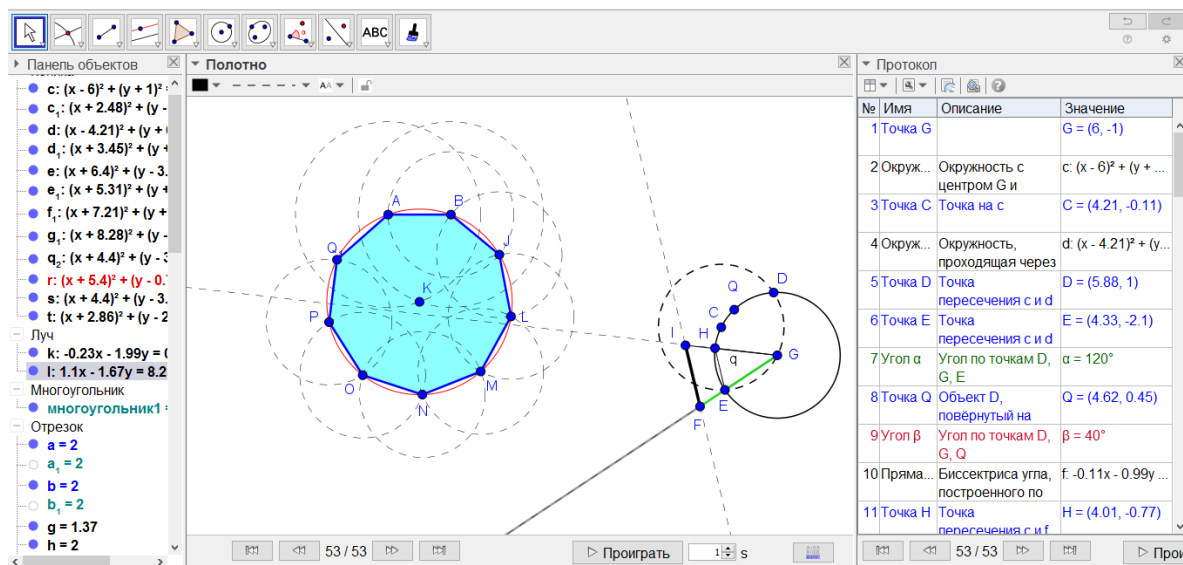 ABC
Панель объектов
c: (x - 6)² + (y + 1)² =
c₁: (x + 2.48)² + (y -
d: (x - 4.21)² + (y +
d₁: (x + 3.45)² + (y +
e: (x + 6.4)² + (y - 3.
e₁: (x + 5.31)² + (y +
f₁: (x + 7.21)² + (y +
g₁: (x + 8.28)² + (y -
q₂: (x + 4.4)² + (y - 3
r: (x + 5.4)² + (y - 0.
s: (x + 4.4)² + (y - 3.
t: (x + 2.86)² + (y - 2
Луч
k: -0.23x - 1.99y = 0
l: 1.1x - 1.67y = 8.2
Многоугольник
многоугольник1 =
Отрезок
a = 2
a₁ = 2
b = 2
b₁ = 2
g = 1.37
h = 2
Полотно
AA
A
B
J
Q
K
L
P
O
M
N
D
Q
C
I
H
q
G
E
F
53 / 53
Проиграть
1
s
Протокол
№ Имя Описание Значение
1 Точка G G = (6, -1)
2 Окруж... Окружность с c: (x - 6)² + (y + ...
центром G и
3 Точка C Точка на c C = (4.21, -0.11)
4 Окруж... Окружность, d: (x - 4.21)² + (y...
проходящая через
5 Точка D Точка D = (5.88, 1)
пересечения c и d
6 Точка E Точка E = (4.33, -2.1)
пересечения c и d
7 Угол α Угол по точкам D, α = 120°
G, E
8 Точка Q Объект D, Q = (4.62, 0.45)
повёрнутый на
9 Угол β Угол по точкам D, β = 40°
G, Q
10 Пряма... Биссектриса угла, f: -0.11x - 0.99y ...
построенного по
11 Точка H Точка H = (4.01, -0.77)
пересечения c и f
53 / 53
Прои